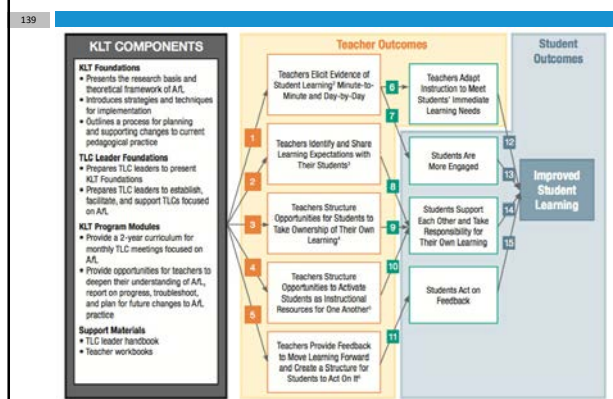 139
KLT COMPONENTS
KLT Foundations
• Presents the research basis and
theoretical framework of AfL
• Introduces strategies and techniques
for implementation
• Outlines a process for planning
and supporting changes to current
pedagogical practice
TLC Leader Foundations
• Prepares TLC leaders to present
KLT Foundations
• Prepares TLC leaders to establish,
facilitate, and support TLCs focused
on AfL
KLT Program Modules
• Provide a 2-year curriculum for
monthly TLC meetings focused on
AfL
• Provide opportunities for teachers to
deepen their understanding of AfL,
report on progress, troubleshoot,
and plan for future changes to AfL
practice
Support Materials
• TLC leader handbook
• Teacher workbooks
1
2
3
4
5
Teacher Outcomes
Teachers Elicit Evidence of
Student Learning² Minute-to-
Minute and Day-by-Day
Teachers Identify and Share
Learning Expectations with
Their Students³
Teachers Structure
Opportunities for Students to
Take Ownership of Their Own
Learning⁴
Teachers Structure
Opportunities to Activate
Students as Instructional
Resources for One Another⁵
Teachers Provide Feedback
to Move Learning Forward
and Create a Structure for
Students to Act On It⁶
6
7
8
9
10
11
Teachers Adapt
Instruction to Meet
Students' Immediate
Learning Needs
Students Are
More Engaged
Students Support
Each Other and Take
Responsibility for
Their Own Learning
Students Act on
Feedback
12
13
14
15
Student
Outcomes
Improved
Student
Learning